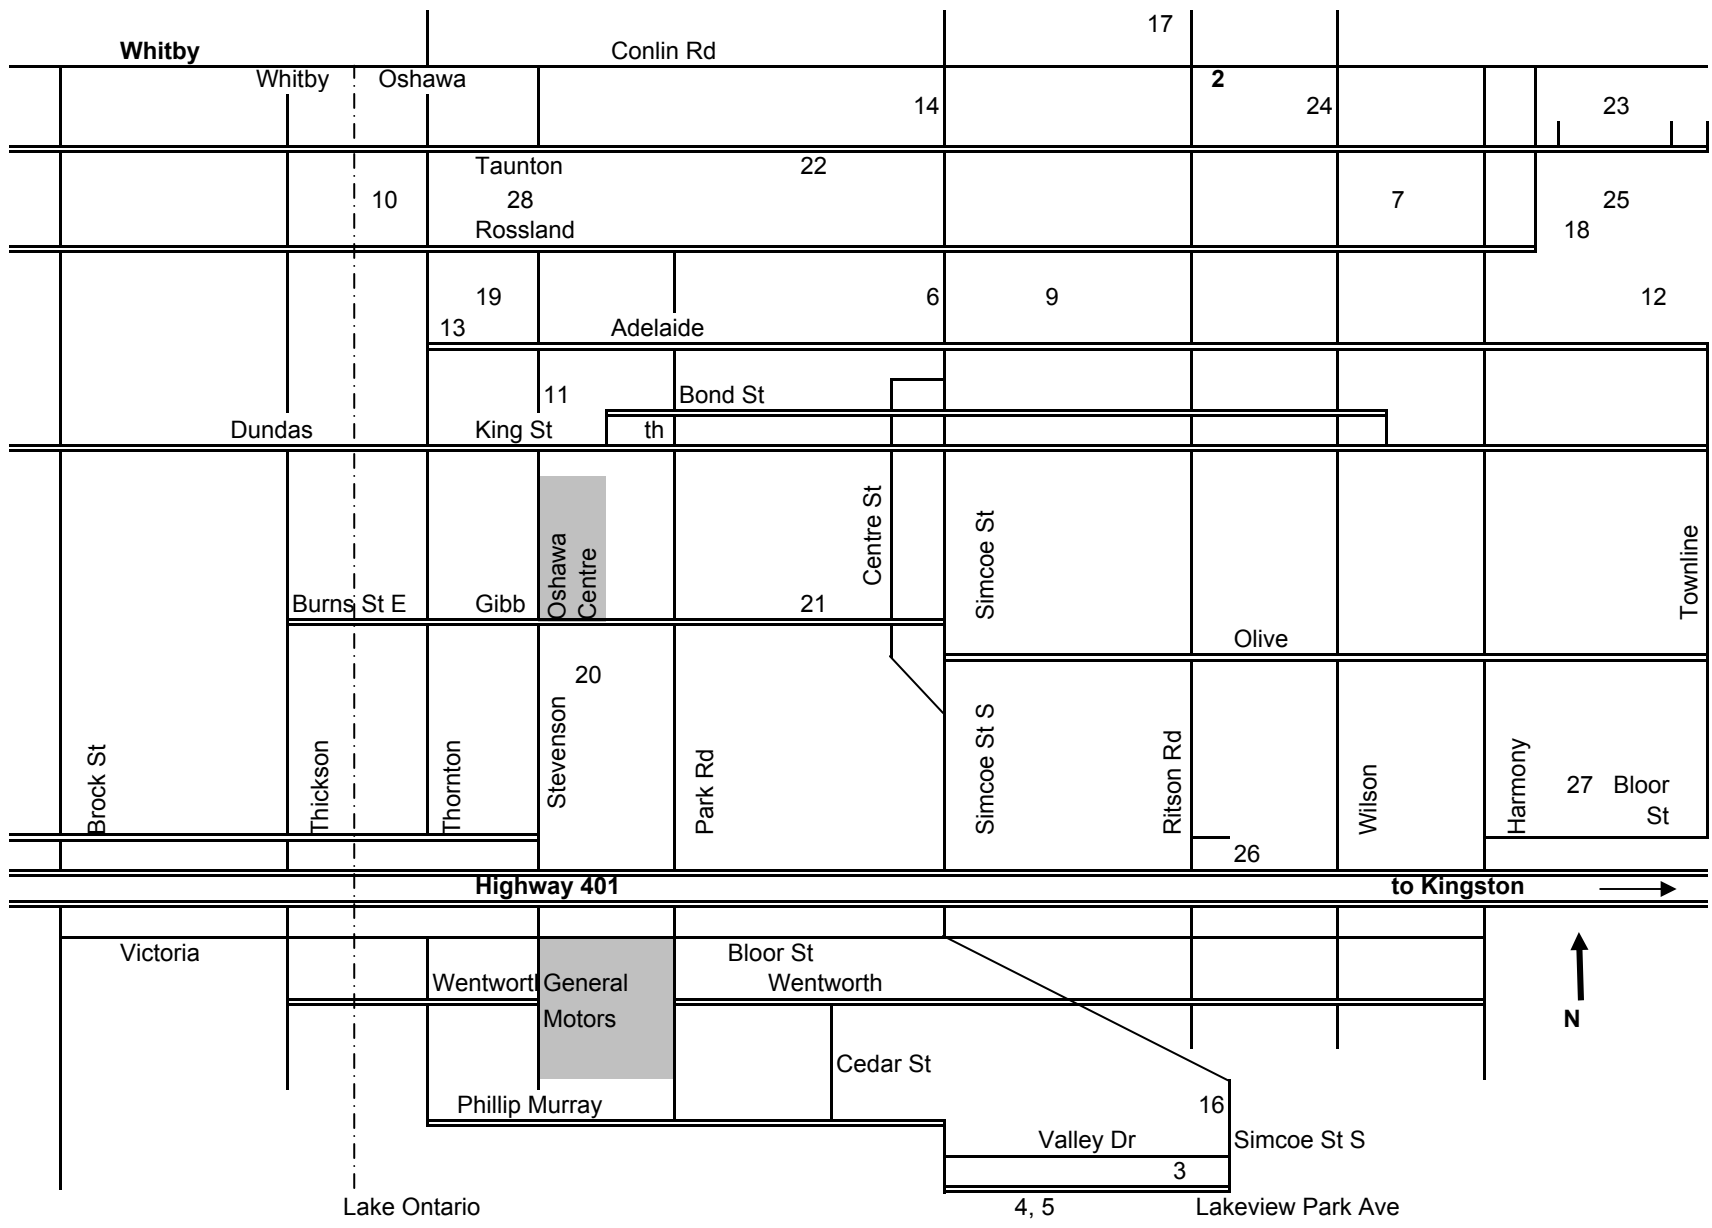 17
Whitby Conlin Rd
Whitby Oshawa 2
14 24 23
Taunton 22
10 28 7 25
Rossland 18
19 6 9 12
13 Adelaide
11 Bond St
Dundas King St th
Centre St
Simcoe St
Oshawa
Centre
Townline
Burns St E Gibb 21
Olive
20
Brock St
Thickson
Thornton
Stevenson
Park Rd
Simcoe St S
Ritson Rd
Wilson
Harmony
27 Bloor
St
26
Highway 401 to Kingston
Victoria Bloor St
Wentworth General Wentworth
Motors N
Cedar St
Phillip Murray 16
Valley Dr Simcoe St S
3
Lake Ontario 4, 5 Lakeview Park Ave